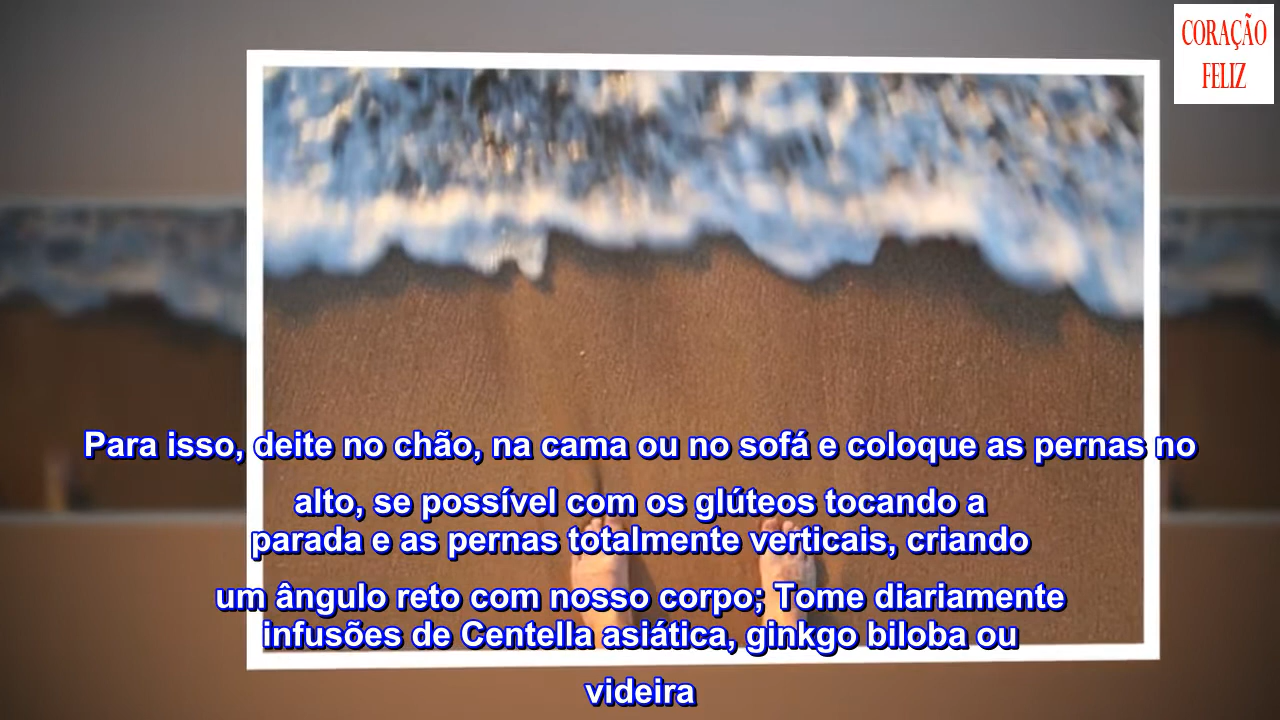 CORAÇÃO
FELIZ
Para isso, deite no chão, na cama ou no sofá e coloque as pernas no
alto, se possível com os glúteos tocando a
parada e as pernas totalmente verticais, criando
um ângulo reto com nosso corpo; Tome diariamente
infusões de Centella asiática, ginkgo biloba ou
videira